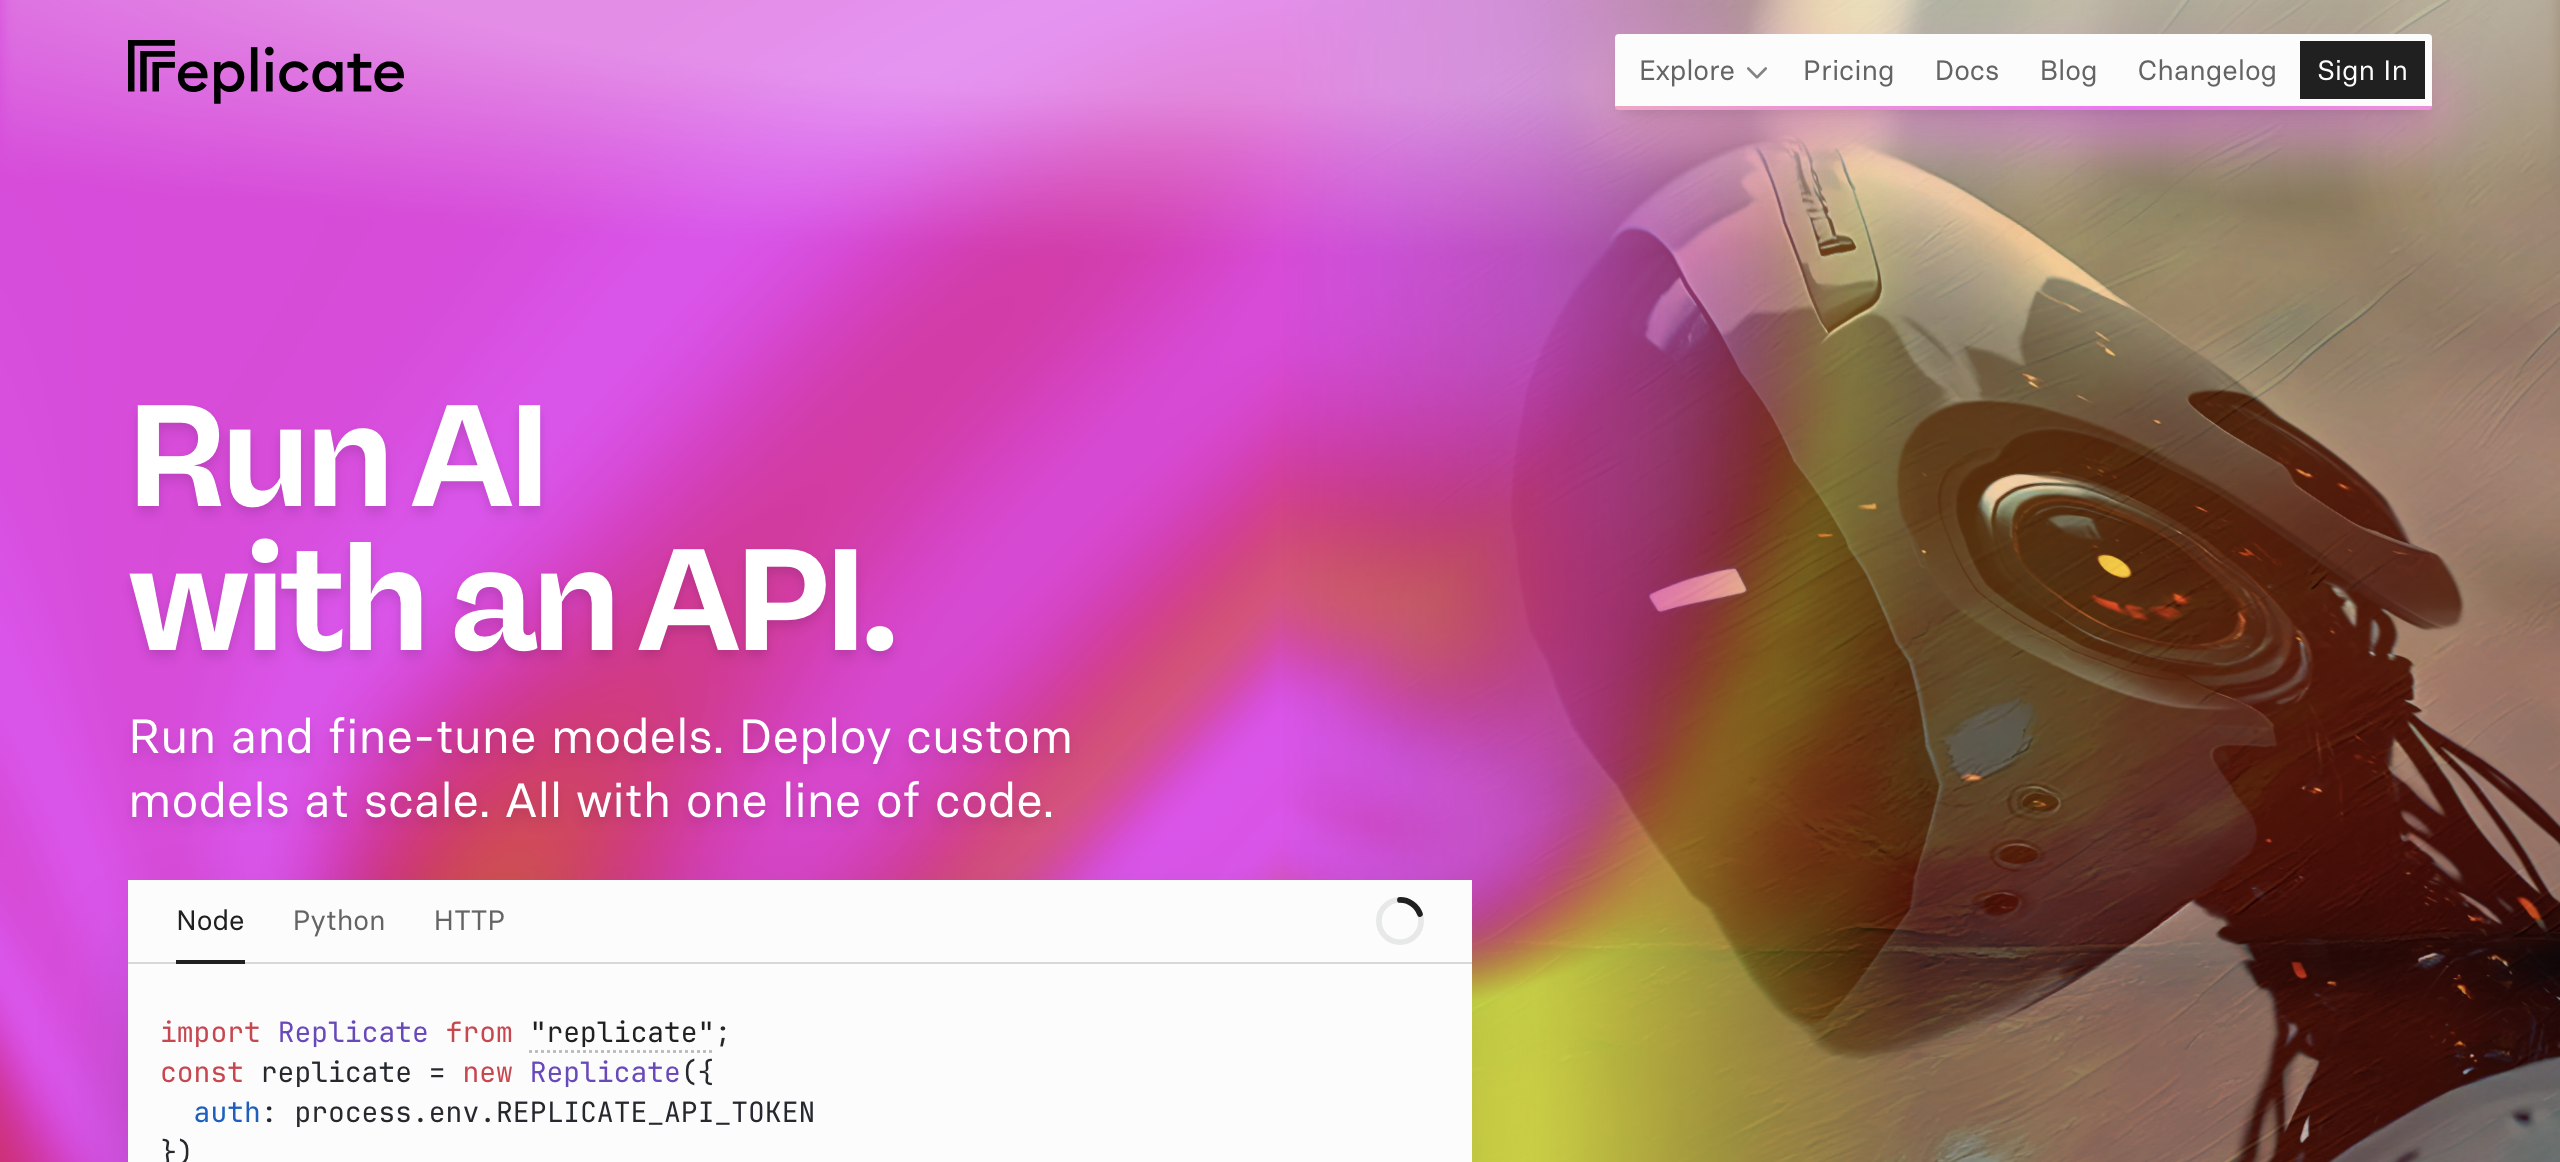 replicate
Explore Pricing Docs Blog Changelog Sign In
Run AI
with an API.
Run and fine-tune models. Deploy custom
models at scale. All with one line of code.
Node Python HTTP
import Replicate from "replicate";
const replicate = new Replicate({
  auth: process.env.REPLICATE_API_TOKEN
})